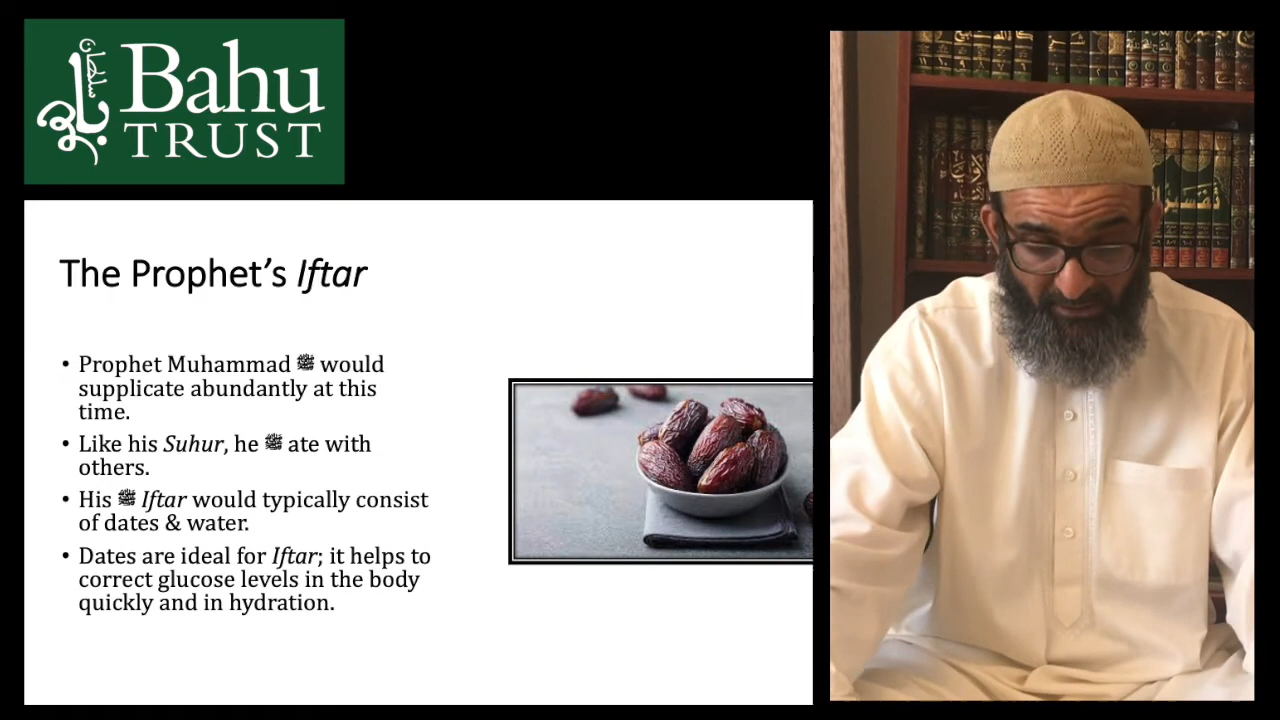 سلطان
باہو
Bahu
TRUST
The Prophet’s Iftar
• Prophet Muhammad ﷺ would
supplicate abundantly at this
time.
• Like his Suhur, he ﷺ ate with
others.
• His ﷺ Iftar would typically consist
of dates & water.
• Dates are ideal for Iftar; it helps to
correct glucose levels in the body
quickly and in hydration.